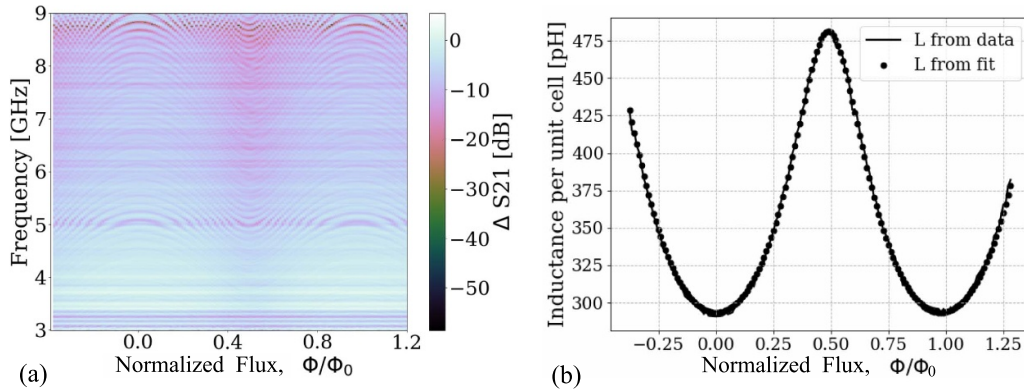 9
8
7
6
5
4
3
Frequency [GHz]
0.0 0.4 0.8 1.2
Normalized Flux, Φ/Φ₀
(a)
0
−10
−20
−30
−40
−50
Δ S21 [dB]
475
450
425
400
375
350
325
300
Inductance per unit cell [pH]
L from data
L from fit
−0.25 0.00 0.25 0.50 0.75 1.00 1.25
Normalized Flux, Φ/Φ₀
(b)